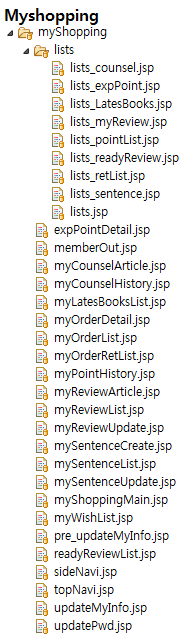 Myshopping
myShopping
lists
lists_counsel.jsp
lists_expPoint.jsp
lists_LatesBooks.jsp
lists_myReview.jsp
lists_pointList.jsp
lists_readyReview.jsp
lists_retList.jsp
lists_sentence.jsp
lists.jsp
expPointDetail.jsp
memberOut.jsp
myCounselArticle.jsp
myCounselHistory.jsp
myLatesBooksList.jsp
myOrderDetail.jsp
myOrderList.jsp
myOrderRetList.jsp
myPointHistory.jsp
myReviewArticle.jsp
myReviewList.jsp
myReviewUpdate.jsp
mySentenceCreate.jsp
mySentenceList.jsp
mySentenceUpdate.jsp
myShoppingMain.jsp
myWishList.jsp
pre_updateMyInfo.jsp
readyReviewList.jsp
sideNavi.jsp
topNavi.jsp
updateMyInfo.jsp
updatePwd.jsp